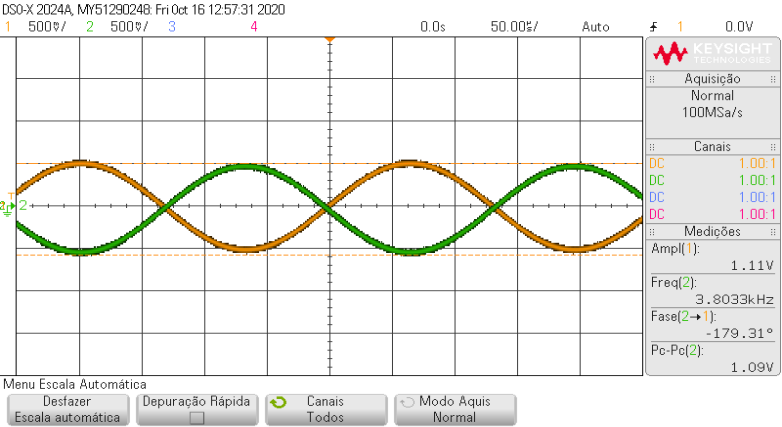 DSO-X 2024A, MY51290248: Fri Oct 16 12:57:31 2020
1 500⅌/ 2 500⅌/ 3 4 0.0s 50.00㎲/ Auto 1 0.0V
KEYSIGHT
TECHNOLOGIES
Aquisição
Normal
100MSa/s
Canais
DC 1.00:1
DC 1.00:1
DC 1.00:1
DC 1.00:1
Medições
Ampl(1):
1.11V
Freq(2):
3.8033kHz
Fase(2→1):
-179.31°
Pc-Pc(2):
1.09V
T
2 2
Menu Escala Automática
Desfazer
Escala automática
Depuração Rápida
Canais
Todos
Modo Aquis
Normal